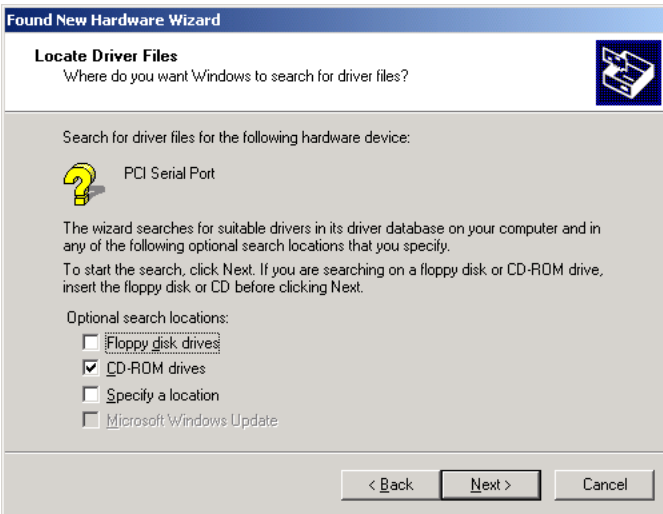 Found New Hardware Wizard
Locate Driver Files
Where do you want Windows to search for driver files?
Search for driver files for the following hardware device:
PCI Serial Port
The wizard searches for suitable drivers in its driver database on your computer and in
any of the following optional search locations that you specify.
To start the search, click Next. If you are searching on a floppy disk or CD-ROM drive,
insert the floppy disk or CD before clicking Next.
Optional search locations:
Floppy disk drives
CD-ROM drives
Specify a location
Microsoft Windows Update
< Back Next > Cancel